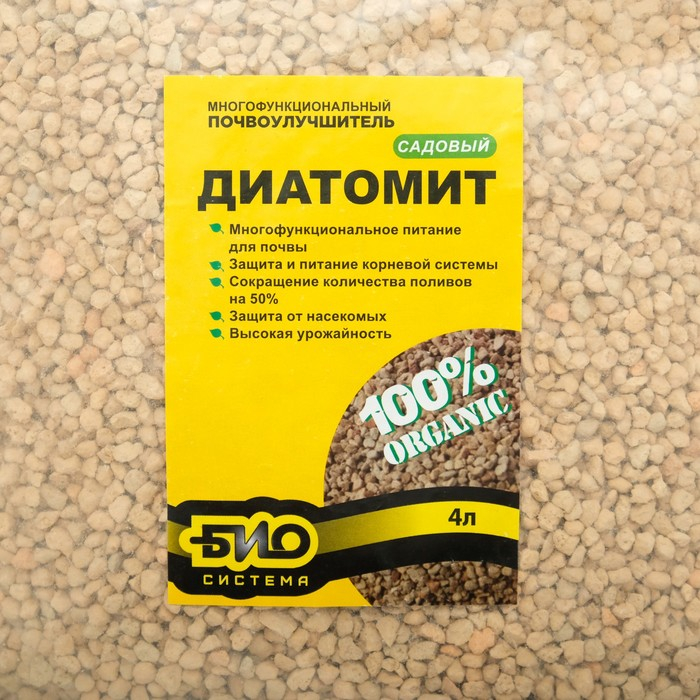 МНОГОФУНКЦИОНАЛЬНЫЙ
ПОЧВОУЛУЧШИТЕЛЬ
САДОВЫЙ
ДИАТОМИТ
Многофункциональное питание
для почвы
Защита и питание корневой системы
Сокращение количества поливов
на 50%
Защита от насекомых
Высокая урожайность
100%
ORGANIC
4л
БИО
СИСТЕМА